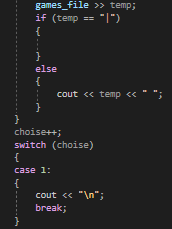 games_file >> temp;
if (temp == "|")
{
}
else
{
cout << temp << " ";
}
}
choise++;
switch (choise)
{
case 1:
{
cout << "\n";
break;
}